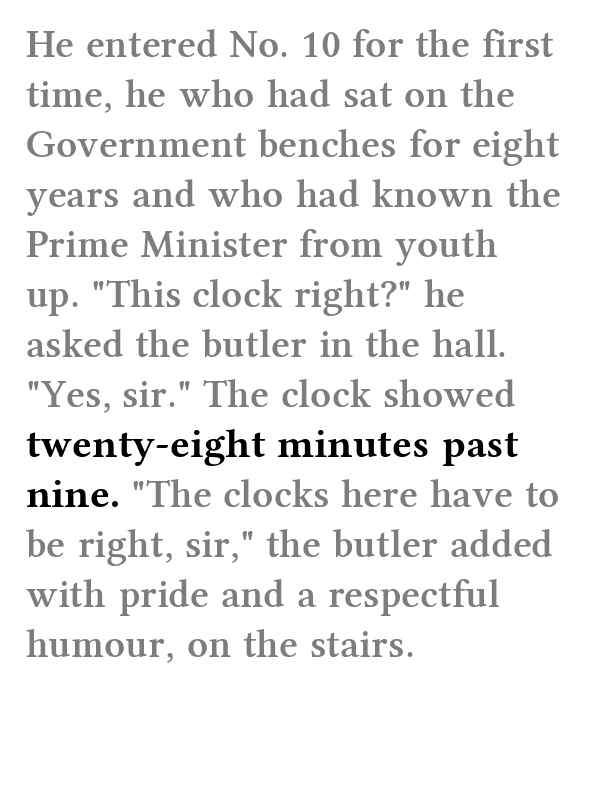 He entered No. 10 for the first
time, he who had sat on the
Government benches for eight
years and who had known the
Prime Minister from youth
up. "This clock right?" he
asked the butler in the hall.
"Yes, sir." The clock showed
twenty-eight minutes past
nine. "The clocks here have to
be right, sir," the butler added
with pride and a respectful
humour, on the stairs.